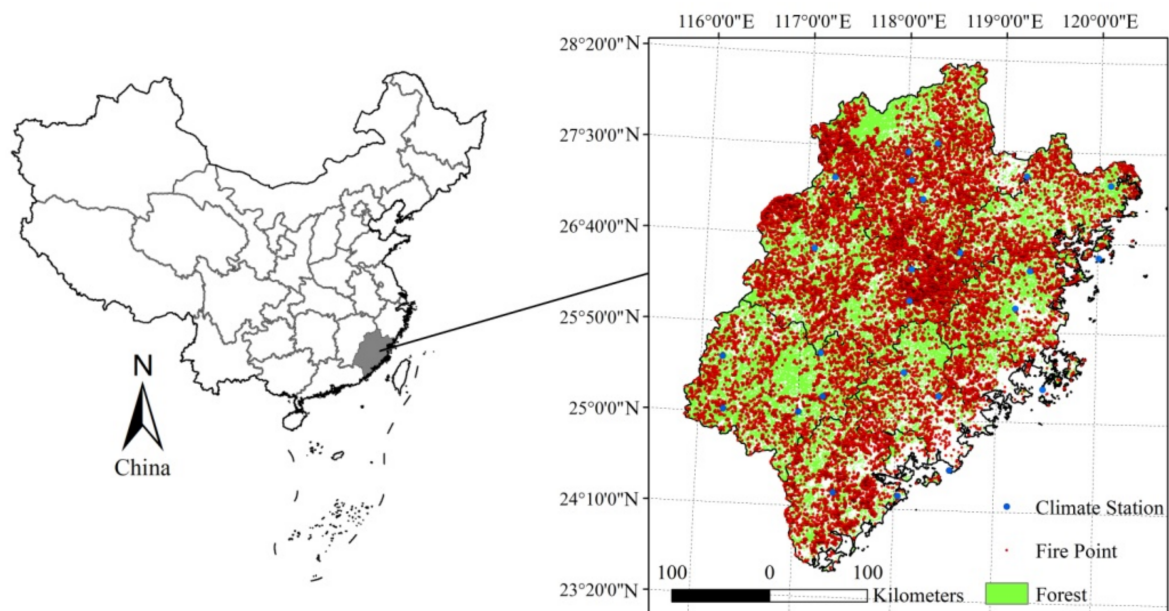 116°0'0"E 117°0'0"E 118°0'0"E 119°0'0"E 120°0'0"E
28°20'0"N
27°30'0"N
26°40'0"N
25°50'0"N
25°0'0"N
24°10'0"N
23°20'0"N
N
China
Climate Station
Fire Point
Forest
100 0 100
Kilometers